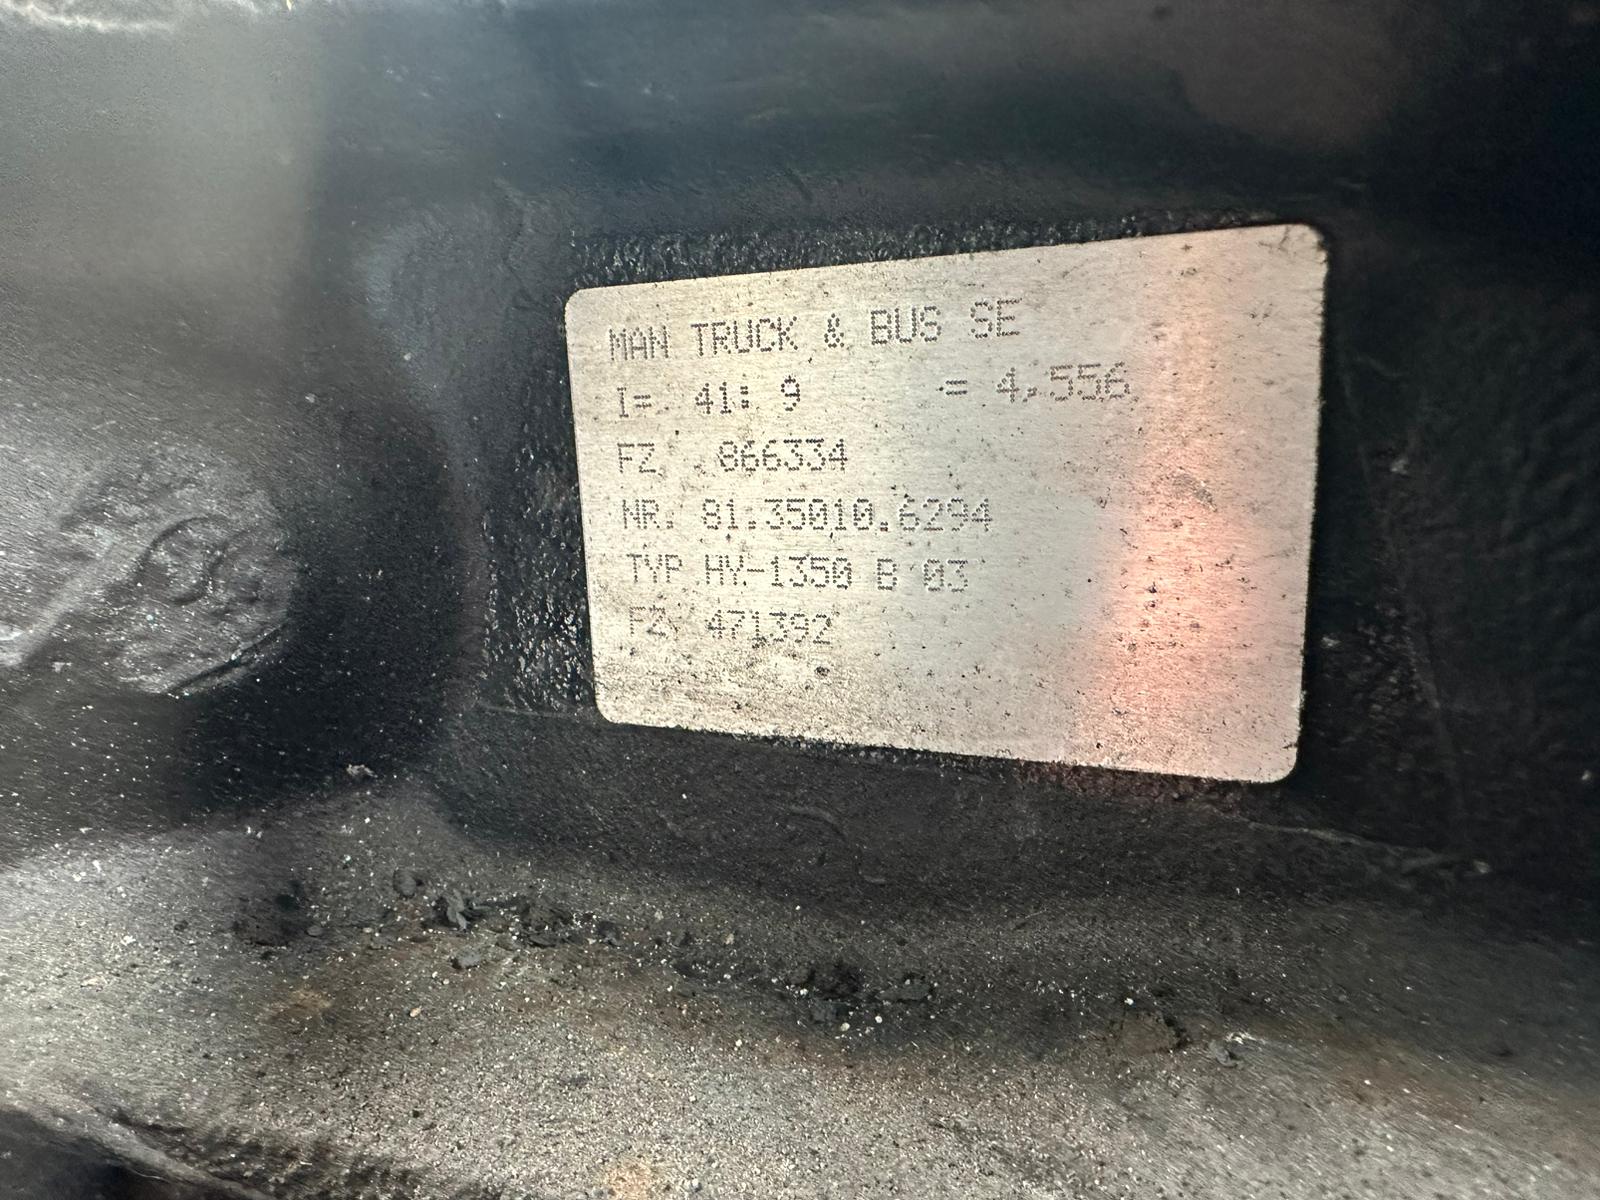 MAN TRUCK & BUS SE
I= 41: 9 = 4,556
FZ 866334
NR. 81.35010.6294
TYP HY-1350 B 03
FZ 471392